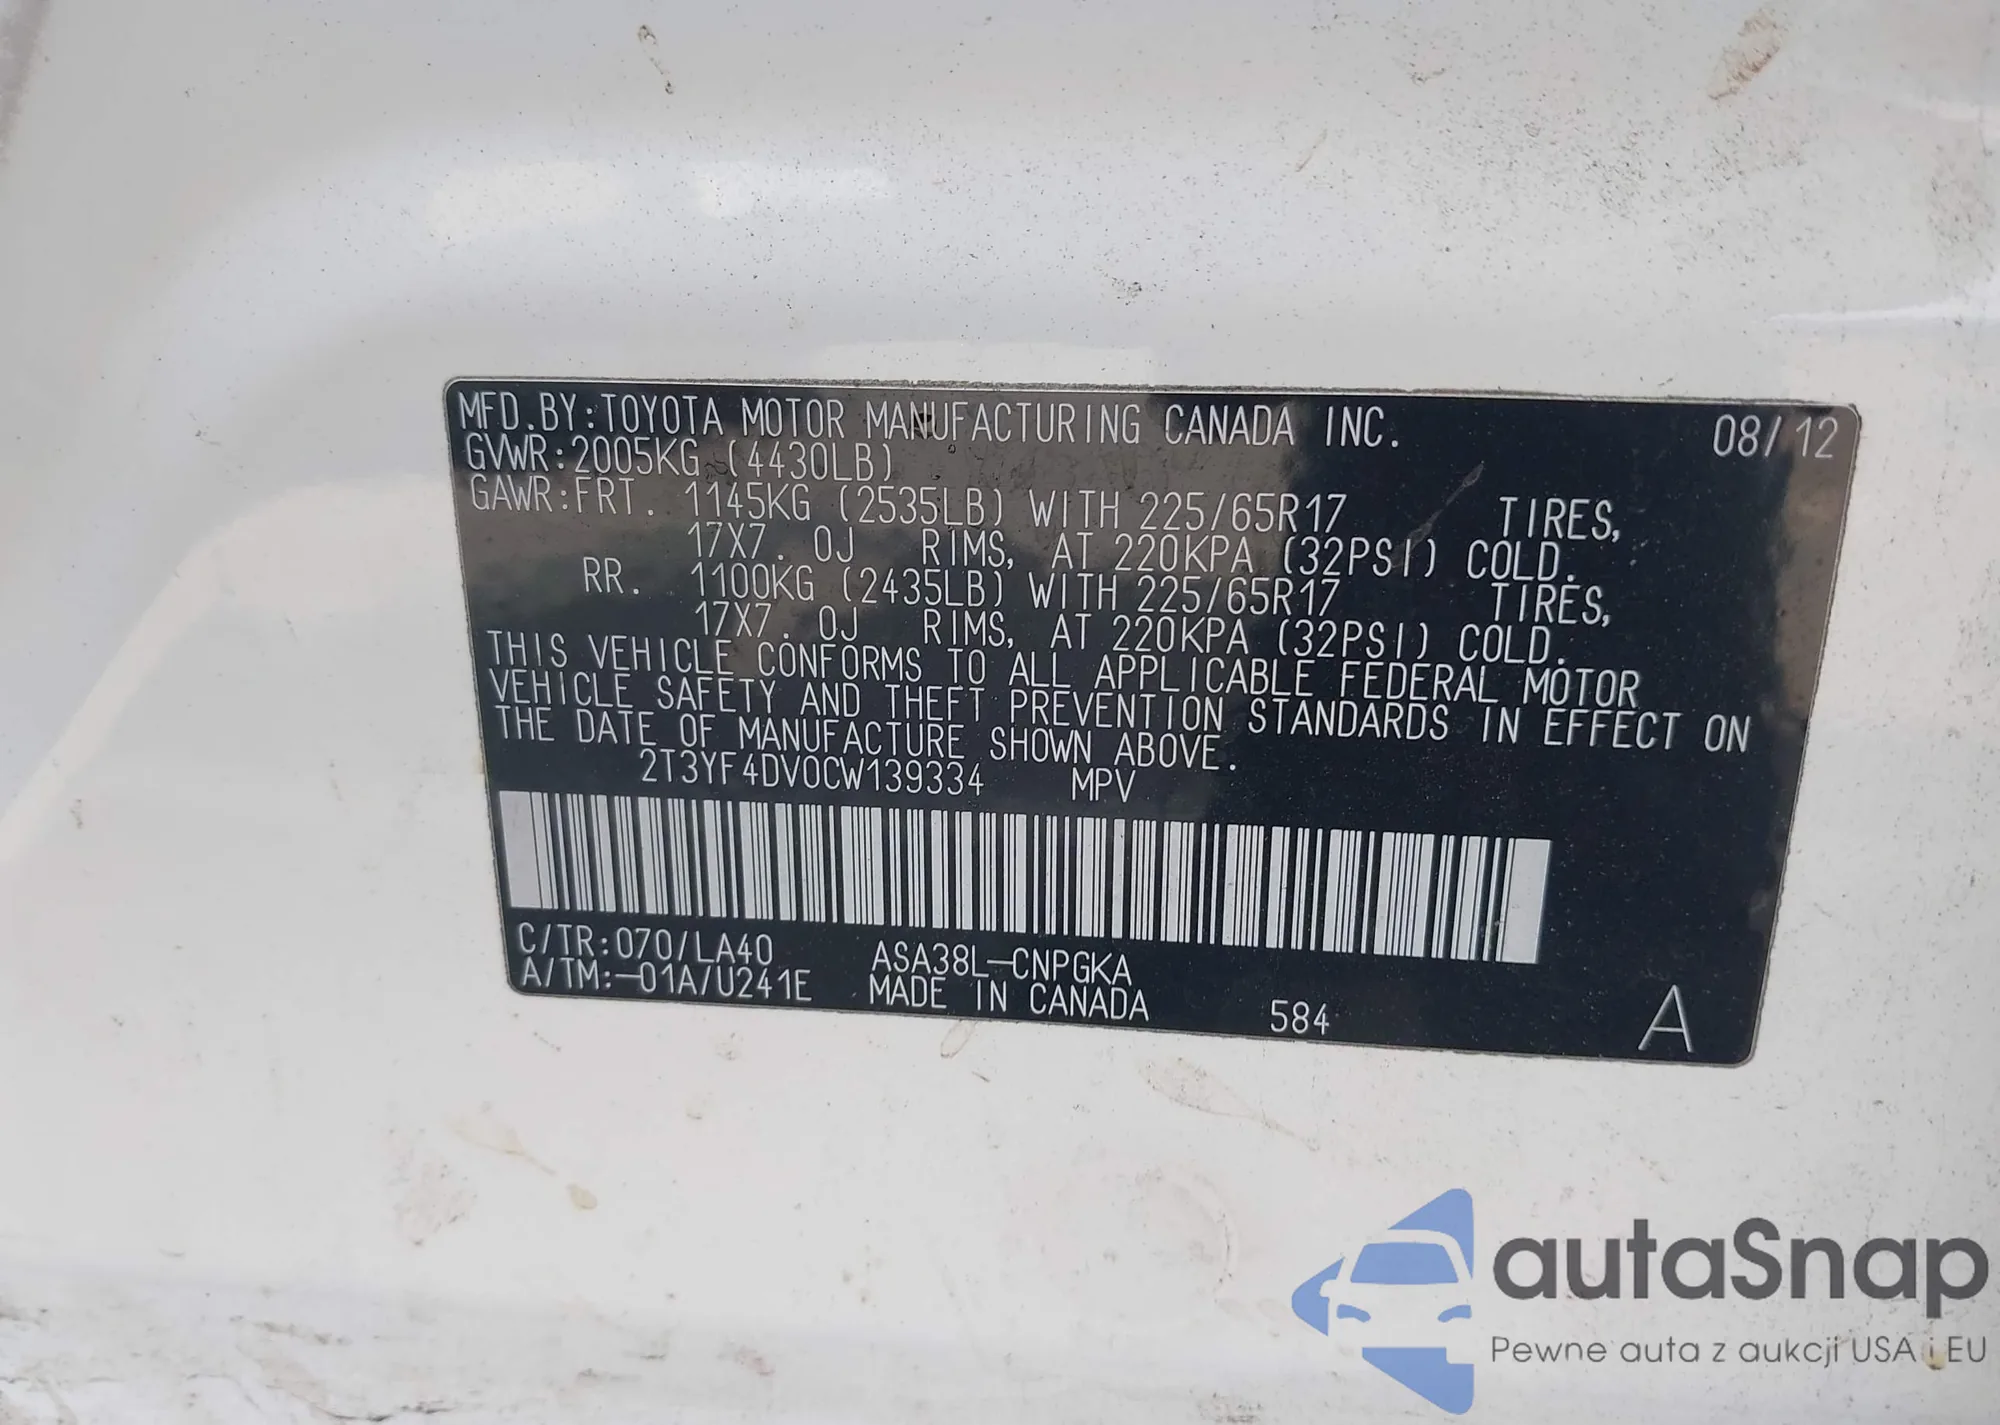 MFD.BY:TOYOTA MOTOR MANUFACTURING CANADA INC. 08/12
GVWR:2005KG (4430LB)
GAWR:FRT. 1145KG (2535LB) WITH 225/65R17 TIRES,
17X7.0J RIMS, AT 220KPA (32PSI) COLD.
RR. 1100KG (2435LB) WITH 225/65R17 TIRES,
17X7.0J RIMS, AT 220KPA (32PSI) COLD.
THIS VEHICLE CONFORMS TO ALL APPLICABLE FEDERAL MOTOR
VEHICLE SAFETY AND THEFT PREVENTION STANDARDS IN EFFECT ON
THE DATE OF MANUFACTURE SHOWN ABOVE.
2T3YF4DV0CW139334 MPV
C/TR:070/LA40 ASA38L-CNPGKA
A/TM:-01A/U241E MADE IN CANADA 584 A
autaSnap
Pewne auta z aukcji USA i EU